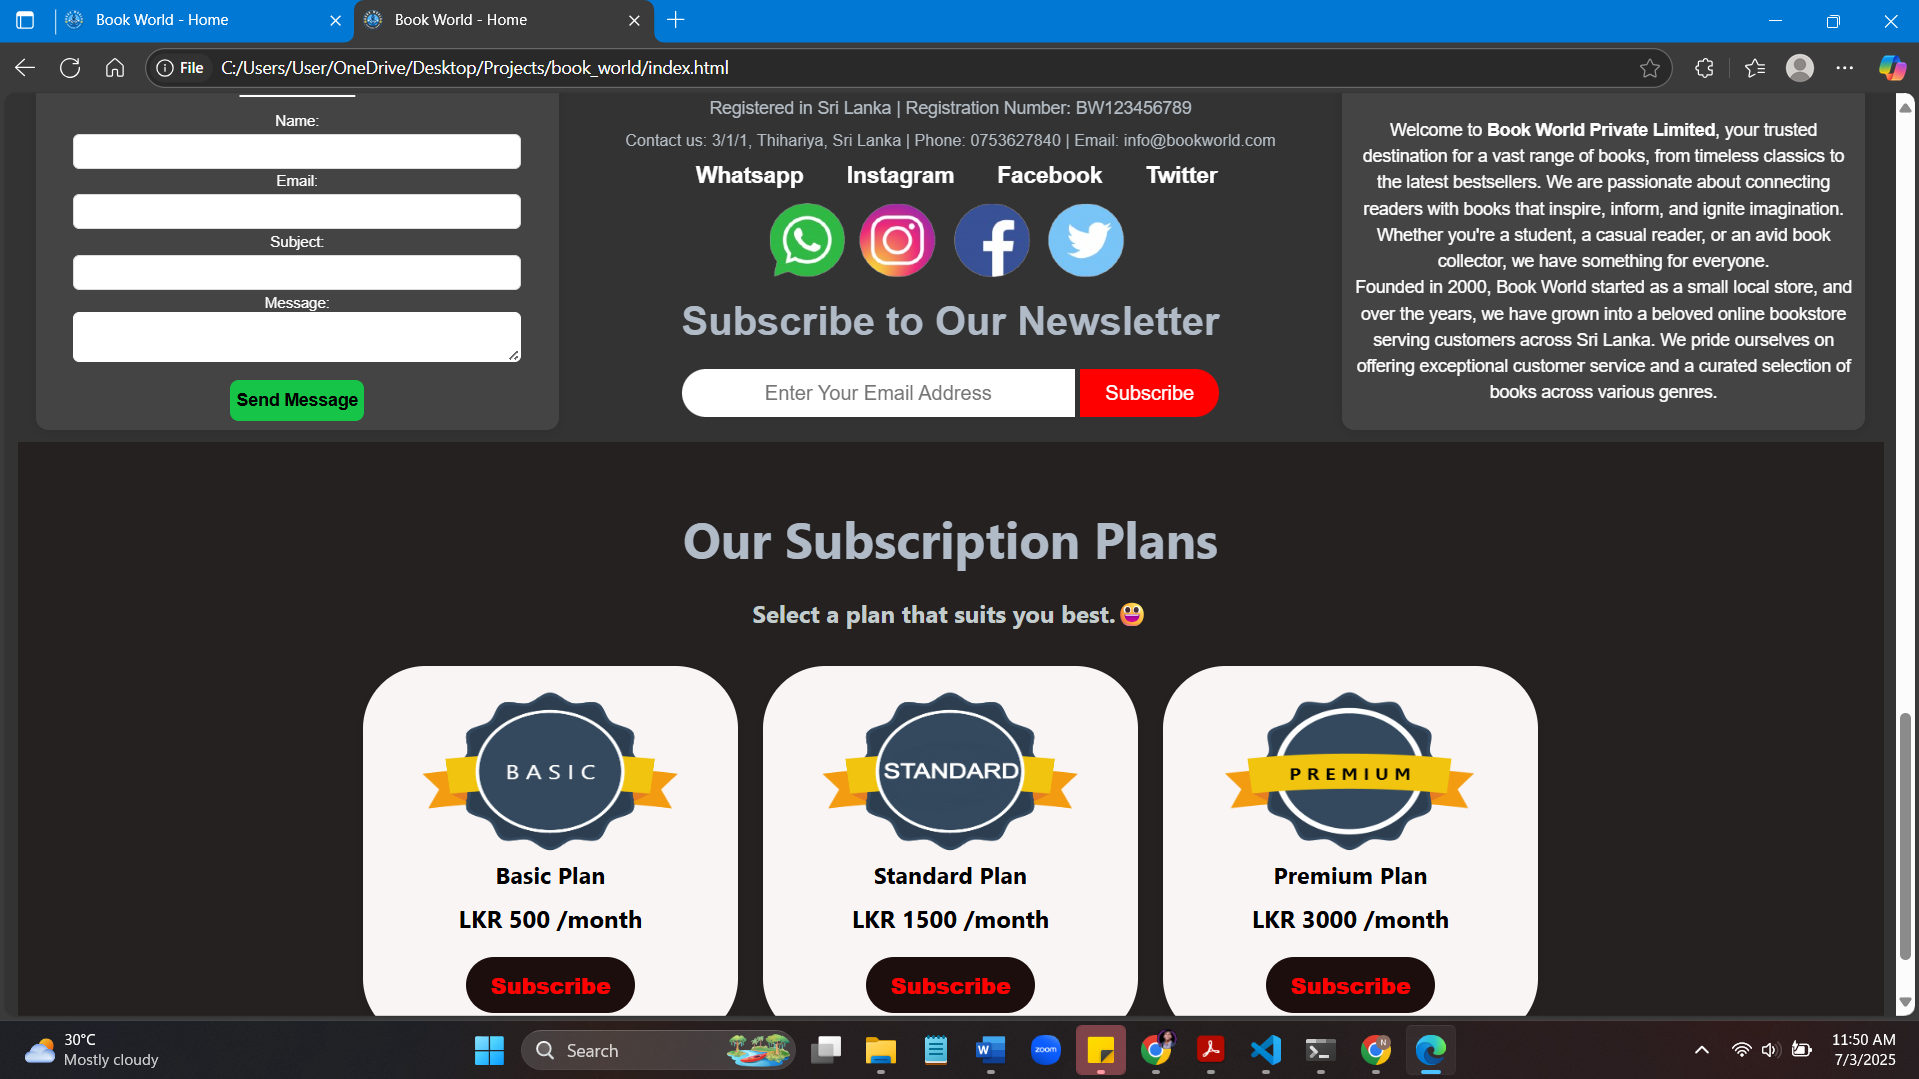 Book World - Home
Book World - Home
File
C:/Users/User/OneDrive/Desktop/Projects/book_world/index.html
Name:
Email:
Subject:
Message:
Send Message
Registered in Sri Lanka | Registration Number: BW123456789
Contact us: 3/1/1, Thihariya, Sri Lanka | Phone: 0753627840 | Email: info@bookworld.com
Whatsapp Instagram Facebook Twitter
Subscribe to Our Newsletter
Enter Your Email Address
Subscribe
Welcome to Book World Private Limited, your trusted
destination for a vast range of books, from timeless classics to
the latest bestsellers. We are passionate about connecting
readers with books that inspire, inform, and ignite imagination.
Whether you're a student, a casual reader, or an avid book
collector, we have something for everyone.
Founded in 2000, Book World started as a small local store, and
over the years, we have grown into a beloved online bookstore
serving customers across Sri Lanka. We pride ourselves on
offering exceptional customer service and a curated selection of
books across various genres.
Our Subscription Plans
Select a plan that suits you best.😀
BASIC
Basic Plan
LKR 500 /month
Subscribe
STANDARD
Standard Plan
LKR 1500 /month
Subscribe
PREMIUM
Premium Plan
LKR 3000 /month
Subscribe
30°C
Mostly cloudy
Search
zoom
N
11:50 AM
7/3/2025